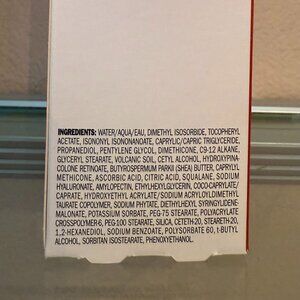 INGREDIENTS: WATER/AQUA/EAU, DIMETHYL ISOSORBIDE, TOCOPHERYL
ACETATE, ISONONYL ISONONANOATE, CAPRYLIC/CAPRIC TRIGLYCERIDE,
PROPANEDIOL, PENTYLENE GLYCOL, DIMETHICONE, C9-12 ALKANE,
GLYCERYL STEARATE, VOLCANIC SOIL, CETYL ALCOHOL, HYDROXYPINA-
COLONE RETINOATE, BUTYROSPERMUM PARKII (SHEA) BUTTER, CAPRYLYL
METHICONE, ASCORBIC ACID, CITRIC ACID, SQUALANE, SODIUM
HYALURONATE, AMYLOPECTIN, ETHYLHEXYLGLYCERIN, COCO-CAPRYLATE/
CAPRATE, HYDROXYETHYL ACRYLATE/SODIUM ACRYLOYLDIMETHYL
TAURATE COPOLYMER, SODIUM PHYTATE, DIETHYLHEXYL SYRINGYLIDENE-
MALONATE, POTASSIUM SORBATE, PEG-75 STEARATE, POLYACRYLATE
CROSSPOLYMER-6, PEG-100 STEARATE, SILICA, CETETH-20, STEARETH-20,
1,2-HEXANEDIOL, SODIUM BENZOATE, POLYSORBATE 60, t-BUTYL
ALCOHOL, SORBITAN ISOSTEARATE, PHENOXYETHANOL.